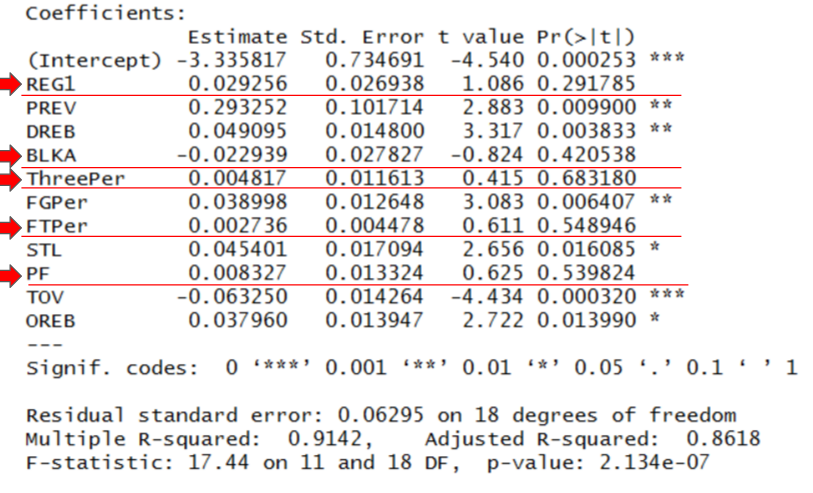 Coefficients:
Estimate Std. Error t value Pr(>|t|)
(Intercept) -3.335817 0.734691 -4.540 0.000253 ***
REG1 0.029256 0.026938 1.086 0.291785
PREV 0.293252 0.101714 2.883 0.009900 **
DREB 0.049095 0.014800 3.317 0.003833 **
BLKA -0.022939 0.027827 -0.824 0.420538
ThreePer 0.004817 0.011613 0.415 0.683180
FGPer 0.038998 0.012648 3.083 0.006407 **
FTPer 0.002736 0.004478 0.611 0.548946
STL 0.045401 0.017094 2.656 0.016085 *
PF 0.008327 0.013324 0.625 0.539824
TOV -0.063250 0.014264 -4.434 0.000320 ***
OREB 0.037960 0.013947 2.722 0.013990 *
---
Signif. codes: 0 ‘***’ 0.001 ‘**’ 0.01 ‘*’ 0.05 ‘.’ 0.1 ‘ ’ 1
Residual standard error: 0.06295 on 18 degrees of freedom
Multiple R-squared: 0.9142, Adjusted R-squared: 0.8618
F-statistic: 17.44 on 11 and 18 DF, p-value: 2.134e-07